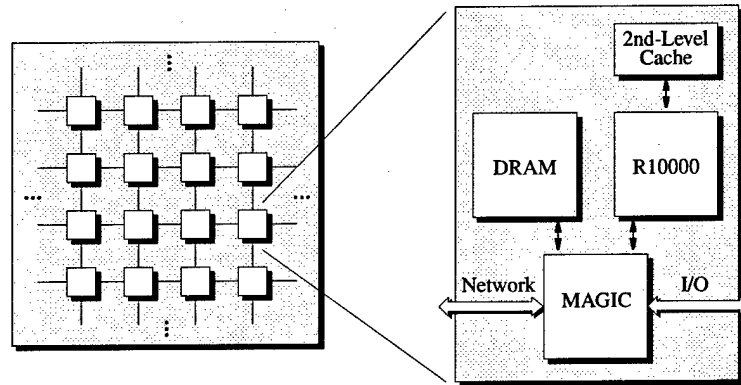 2nd-Level
Cache
DRAM
R10000
Network
MAGIC
I/O